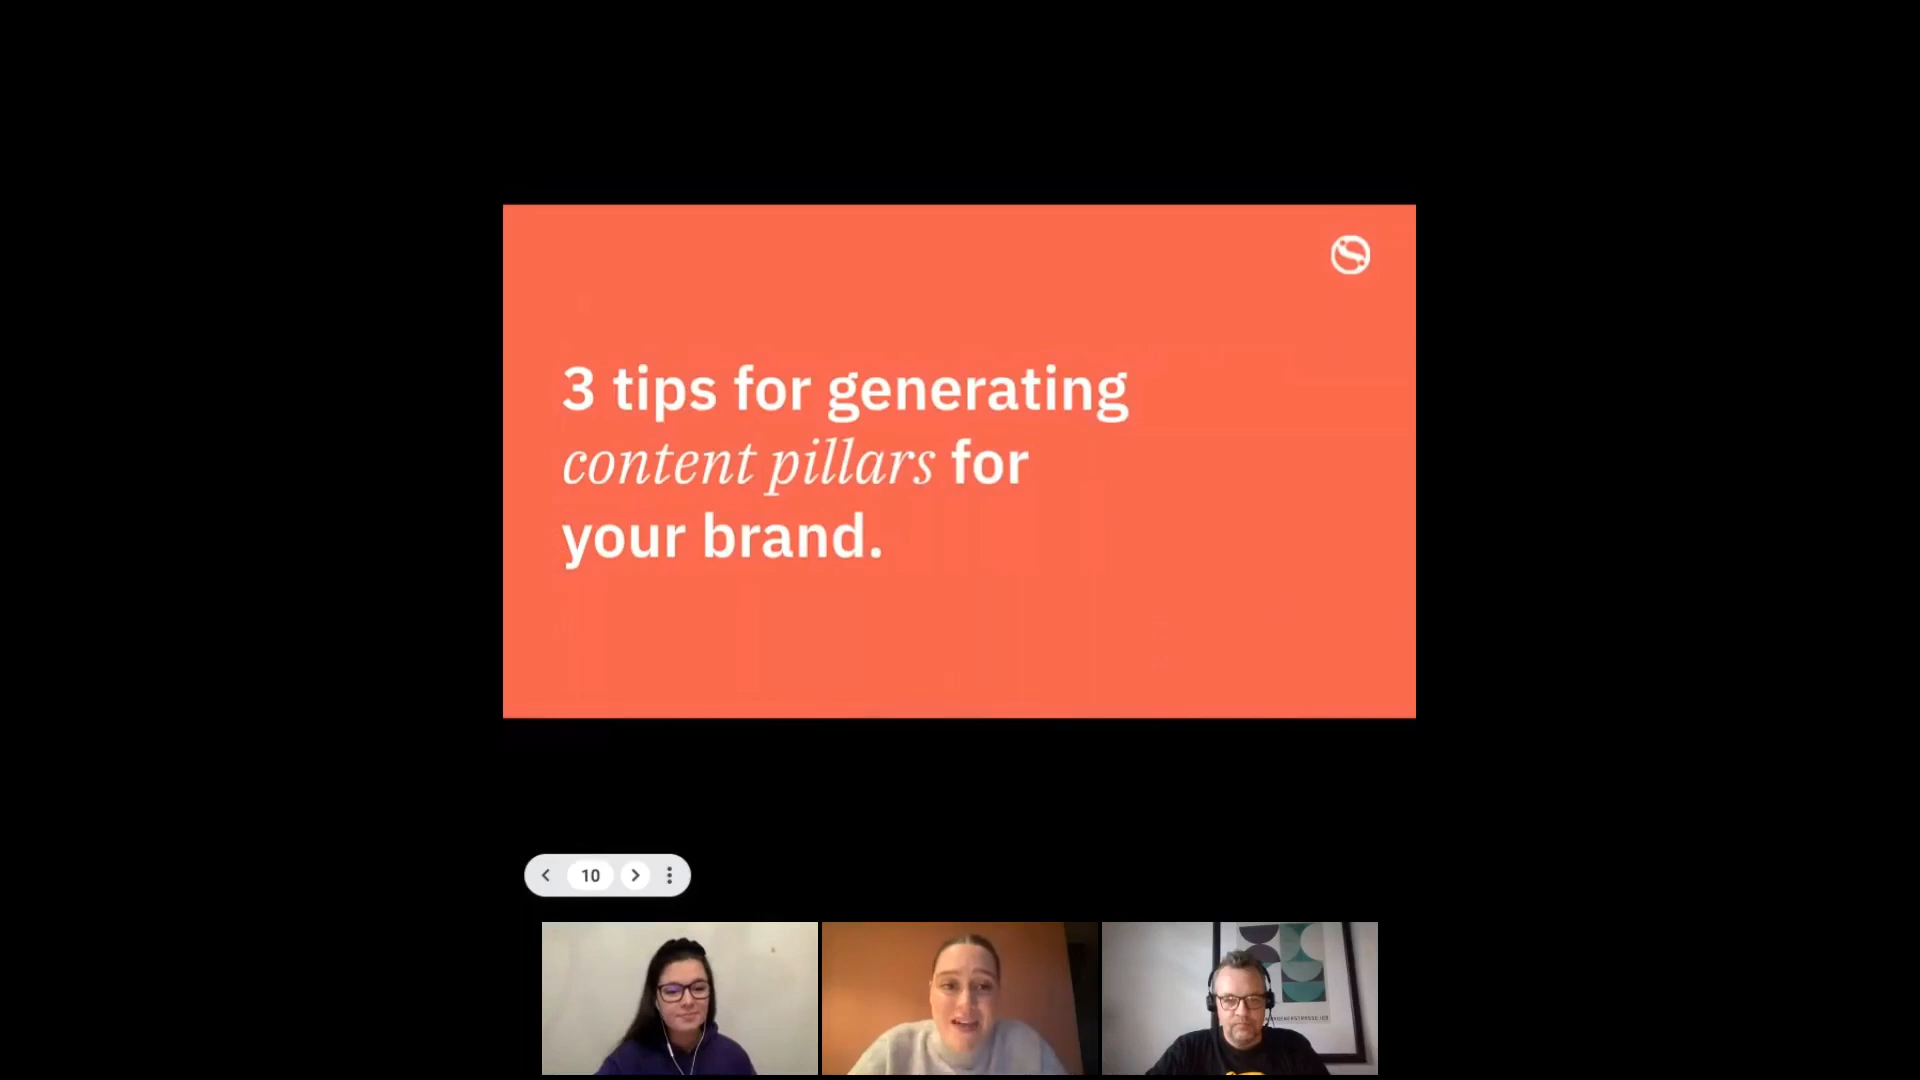 3 tips for generating
content pillars for
your brand.
10